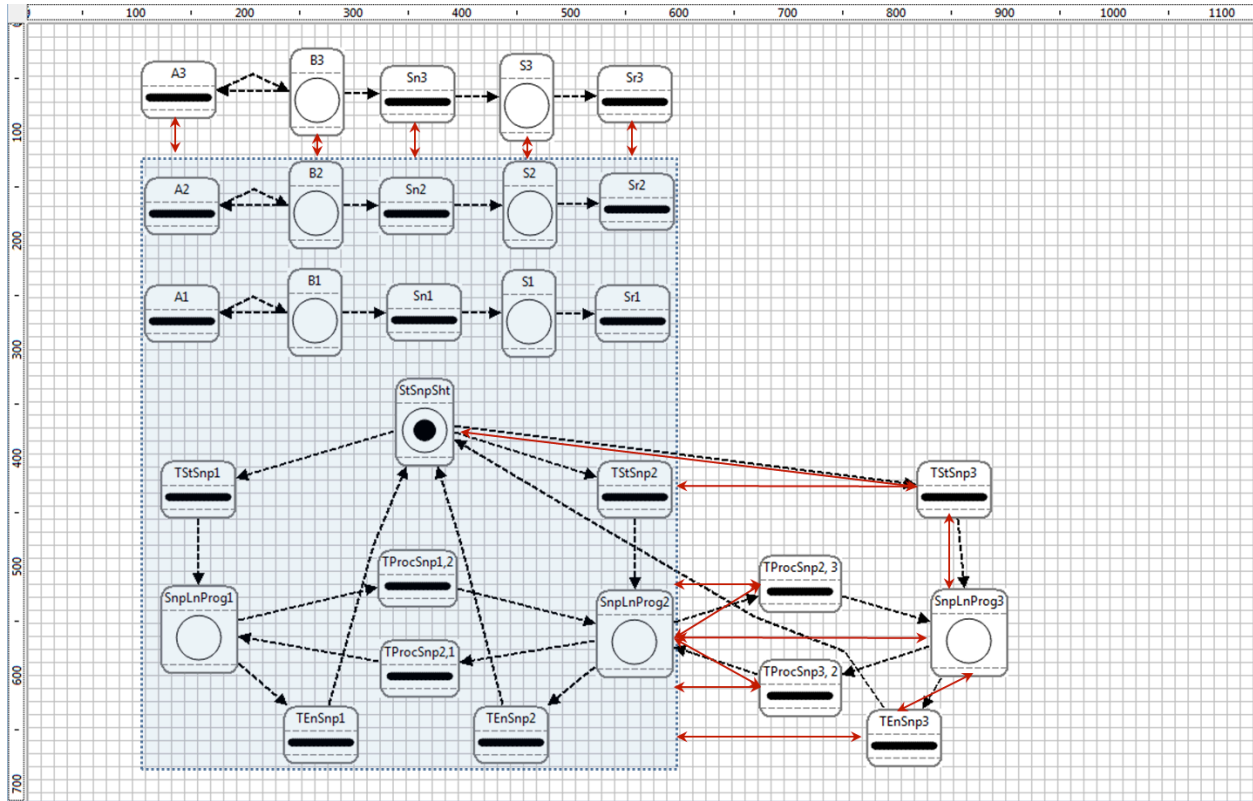 0 100 200 300 400 500 600 700 800 900 1000 1100
100
200
300
400
500
600
700
A3 B3 Sn3 S3 Sr3
A2 B2 Sn2 S2 Sr2
A1 B1 Sn1 S1 Sr1
StSnpSht
TStSnp1 TStSnp2 TStSnp3
TProcSnp1,2 TProcSnp2, 3
SnpLnProg1 SnpLnProg2 SnpLnProg3
TProcSnp2,1 TProcSnp3, 2
TEnSnp1 TEnSnp2 TEnSnp3